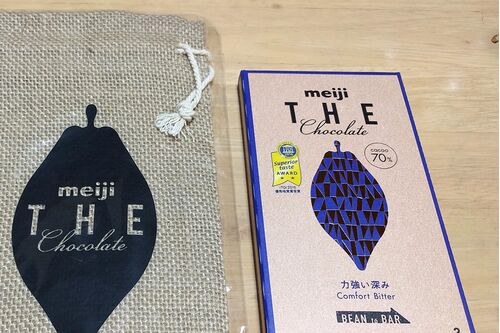 meiji
THE
Chocolate
meiji
THE
Chocolate
cacao
70%
Superior
taste
AWARD
力強い深み
Comfort Bitter
BEAN to BAR
3